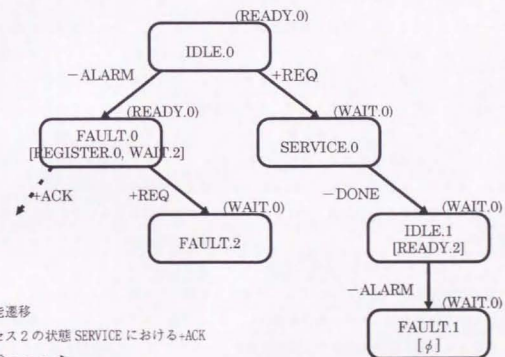 (READY.0)
IDLE.0
−ALARM
+REQ
(READY.0)
(WAIT.0)
FAULT.0
[REGISTER.0, WAIT.2]
SERVICE.0
+ACK
+REQ
−DONE
(WAIT.0)
(WAIT.0)
FAULT.2
IDLE.1
[READY.2]
−ALARM
(WAIT.0)
FAULT.1
[ϕ]
遷移
セス2の状態 SERVICE における+ACK